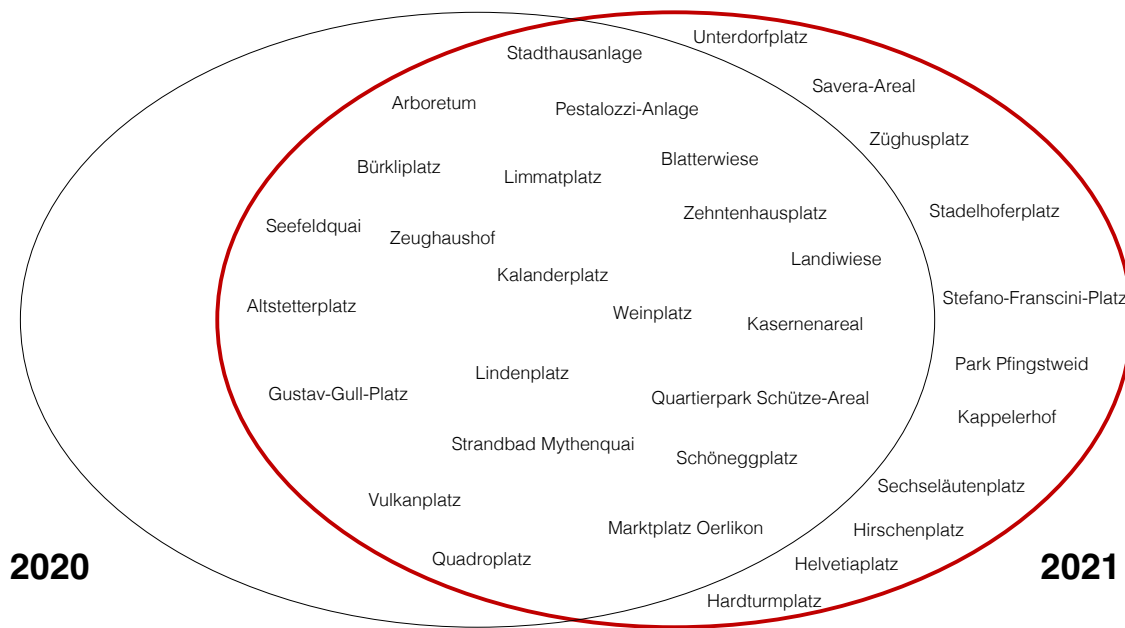 Unterdorfplatz
Stadthausanlage
Savera-Areal
Arboretum
Pestalozzi-Anlage
Züghusplatz
Blatterwiese
Bürkliplatz
Limmatplatz
Zehntenhausplatz
Stadelhoferplatz
Seefeldquai
Zeughaushof
Landiwiese
Kalanderplatz
Stefano-Franscini-Platz
Altstetterplatz
Weinplatz
Kasernenareal
Park Pfingstweid
Lindenplatz
Gustav-Gull-Platz
Quartierpark Schütze-Areal
Kappelerhof
Strandbad Mythenquai
Schöneggplatz
Sechseläutenplatz
Vulkanplatz
Marktplatz Oerlikon
Hirschenplatz
Quadroplatz
Helvetiaplatz
2020
2021
Hardturmplatz